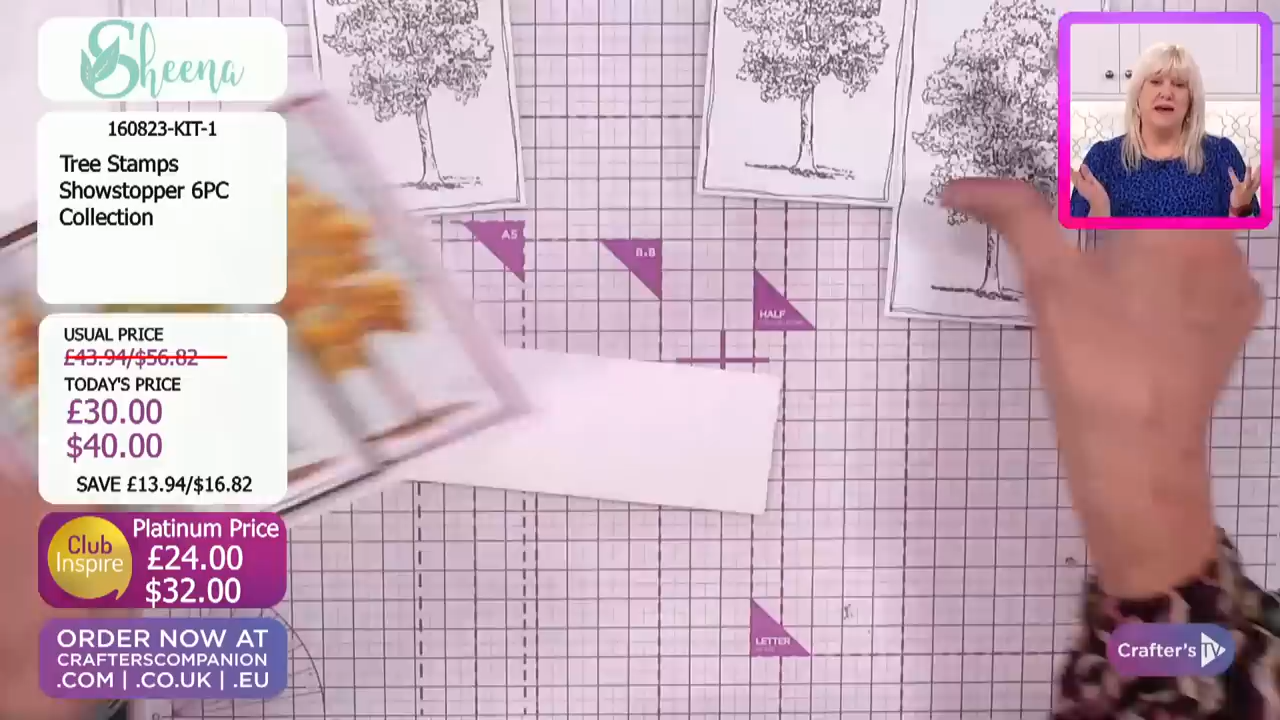 Sheena
160823-KIT-1
Tree Stamps
Showstopper 6PC
Collection
USUAL PRICE
£43.94/$56.82
TODAY'S PRICE
£30.00
$40.00
SAVE £13.94/$16.82
Club
Inspire
Platinum Price
£24.00
$32.00
ORDER NOW AT
CRAFTERSCOMPANION
.COM | .CO.UK | .EU
A5
8.8
HALF
LETTER
Crafter's TV